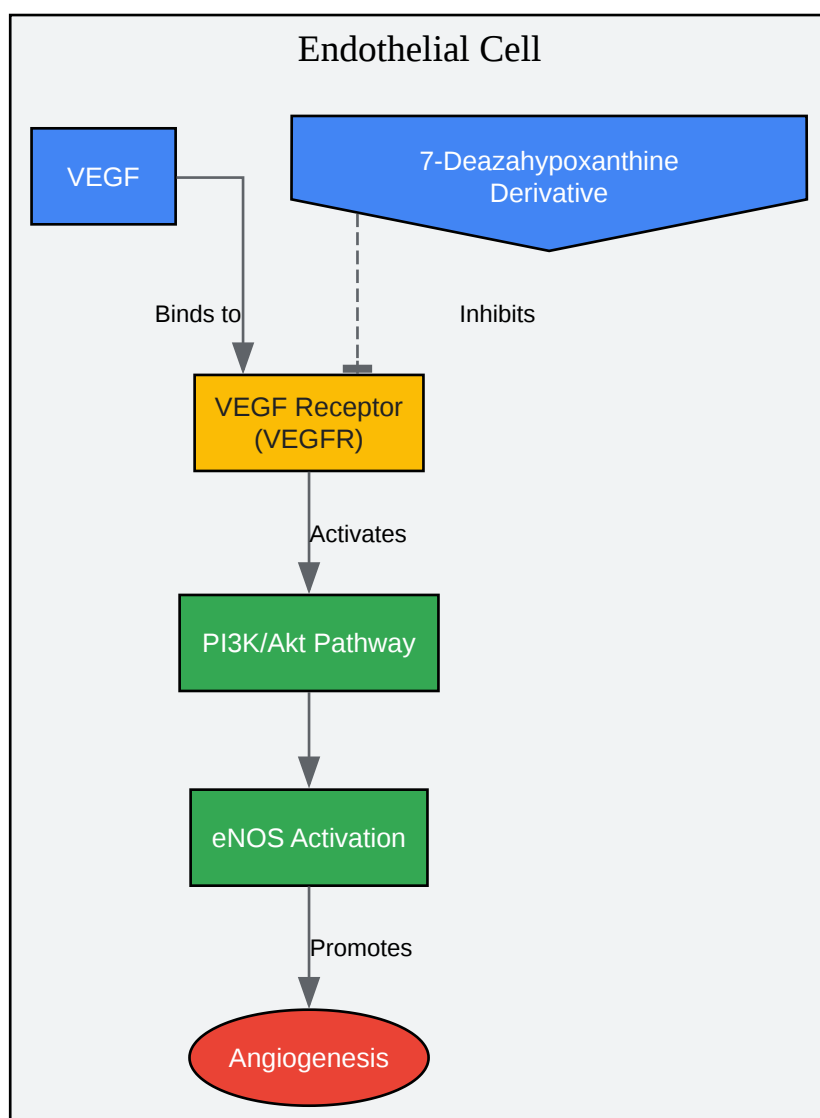 Endothelial Cell
VEGF
7-Deazahypoxanthine
Derivative
Binds to
Inhibits
VEGF Receptor
(VEGFR)
Activates
PI3K/Akt Pathway
eNOS Activation
Promotes
Angiogenesis